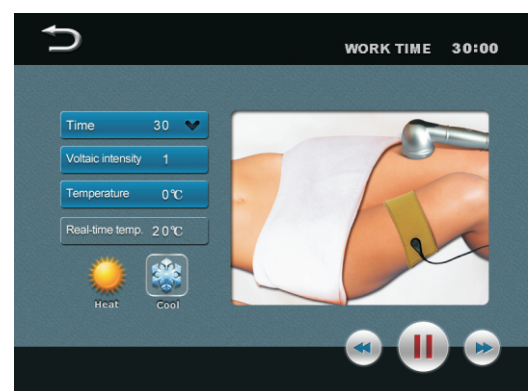 WORK TIME 30:00
Time 30
Voltaic intensity 1
Temperature 0℃
Real-time temp. 20℃
Heat Cool